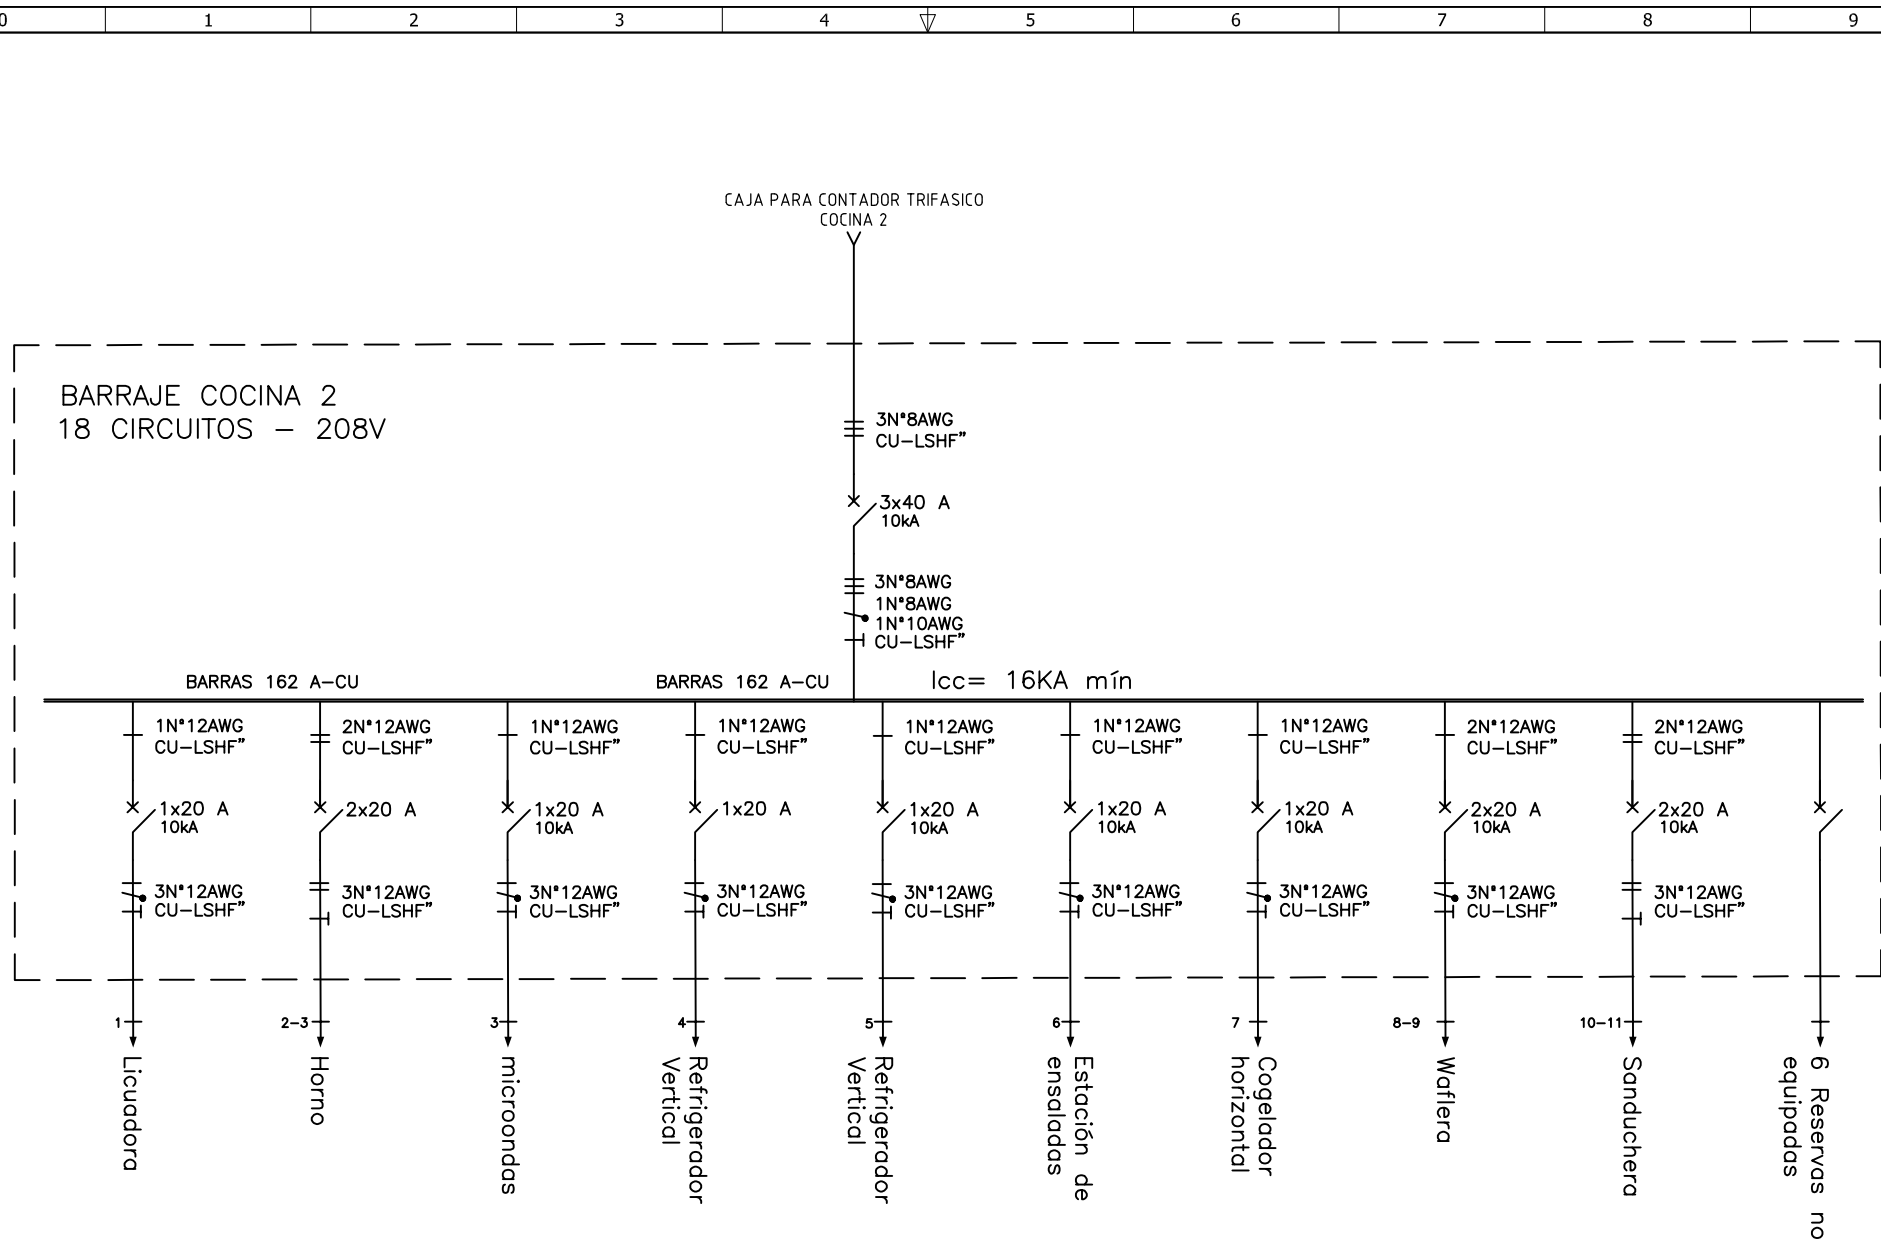 0 1 2 3 4 5 6 7 8 9
CAJA PARA CONTADOR TRIFASICO
COCINA 2
BARRAJE COCINA 2
18 CIRCUITOS – 208V
3N°8AWG
CU–LSHF”
3x40 A
10kA
3N°8AWG
1N°8AWG
1N°10AWG
CU–LSHF”
BARRAS 162 A–CU
BARRAS 162 A–CU
Icc= 16KA mín
1N°12AWG
CU–LSHF”
1x20 A
10kA
3N°12AWG
CU–LSHF”
1
Licuadora
2N°12AWG
CU–LSHF”
2x20 A
3N°12AWG
CU–LSHF”
2–3
Horno
1N°12AWG
CU–LSHF”
1x20 A
10kA
3N°12AWG
CU–LSHF”
3
microondas
1N°12AWG
CU–LSHF”
1x20 A
3N°12AWG
CU–LSHF”
4
Refrigerador
Vertical
1N°12AWG
CU–LSHF”
1x20 A
10kA
3N°12AWG
CU–LSHF”
5
Refrigerador
Vertical
1N°12AWG
CU–LSHF”
1x20 A
10kA
3N°12AWG
CU–LSHF”
6
Estación de
ensaladas
1N°12AWG
CU–LSHF”
1x20 A
10kA
3N°12AWG
CU–LSHF”
7
Cogelador
horizontal
2N°12AWG
CU–LSHF”
2x20 A
10kA
3N°12AWG
CU–LSHF”
8–9
Waflera
2N°12AWG
CU–LSHF”
2x20 A
10kA
3N°12AWG
CU–LSHF”
10–11
Sanduchera
6 Reservas no
equipadas